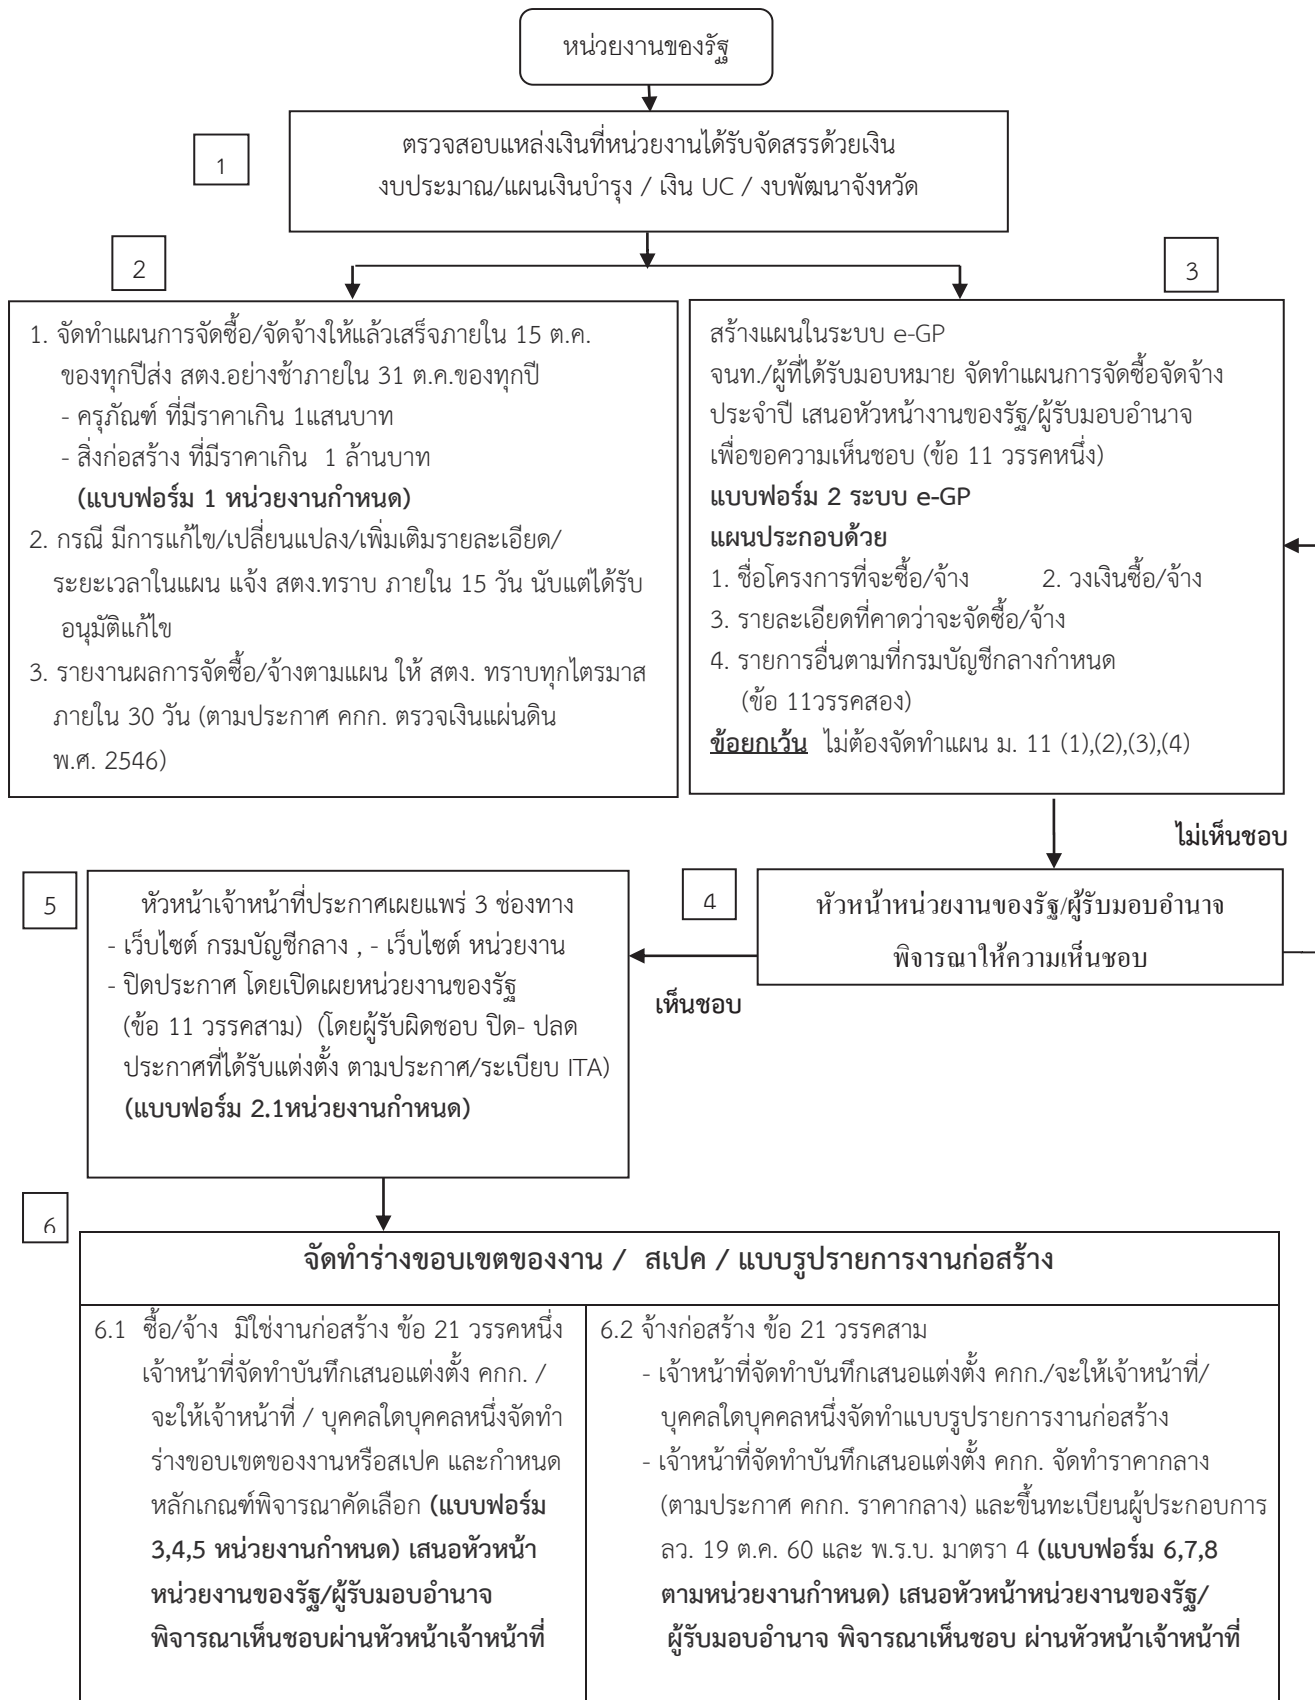 หน่วยงานของรัฐ
1
ตรวจสอบแหล่งเงินที่หน่วยงานได้รับจัดสรรด้วยเงิน
งบประมาณ/แผนเงินบำรุง / เงิน UC / งบพัฒนาจังหวัด
2
1. จัดทำแผนการจัดซื้อ/จัดจ้างให้แล้วเสร็จภายใน 15 ต.ค.
ของทุกปีส่ง สตง.อย่างช้าภายใน 31 ต.ค.ของทุกปี
- ครุภัณฑ์ ที่มีราคาเกิน 1แสนบาท
- สิ่งก่อสร้าง ที่มีราคาเกิน 1 ล้านบาท
(แบบฟอร์ม 1 หน่วยงานกำหนด)
2. กรณี มีการแก้ไข/เปลี่ยนแปลง/เพิ่มเติมรายละเอียด/
ระยะเวลาในแผน แจ้ง สตง.ทราบ ภายใน 15 วัน นับแต่ได้รับ
อนุมัติแก้ไข
3. รายงานผลการจัดซื้อ/จ้างตามแผน ให้ สตง. ทราบทุกไตรมาส
ภายใน 30 วัน (ตามประกาศ คกก. ตรวจเงินแผ่นดิน
พ.ศ. 2546)
3
สร้างแผนในระบบ e-GP
จนท./ผู้ที่ได้รับมอบหมาย จัดทำแผนการจัดซื้อจัดจ้าง
ประจำปี เสนอหัวหน้างานของรัฐ/ผู้รับมอบอำนาจ
เพื่อขอความเห็นชอบ (ข้อ 11 วรรคหนึ่ง)
แบบฟอร์ม 2 ระบบ e-GP
แผนประกอบด้วย
1. ชื่อโครงการที่จะซื้อ/จ้าง 2. วงเงินซื้อ/จ้าง
3. รายละเอียดที่คาดว่าจะจัดซื้อ/จ้าง
4. รายการอื่นตามที่กรมบัญชีกลางกำหนด
(ข้อ 11วรรคสอง)
ข้อยกเว้น ไม่ต้องจัดทำแผน ม. 11 (1),(2),(3),(4)
ไม่เห็นชอบ
4
หัวหน้าหน่วยงานของรัฐ/ผู้รับมอบอำนาจ
พิจารณาให้ความเห็นชอบ
เห็นชอบ
5
หัวหน้าเจ้าหน้าที่ประกาศเผยแพร่ 3 ช่องทาง
- เว็บไซต์ กรมบัญชีกลาง , - เว็บไซต์ หน่วยงาน
- ปิดประกาศ โดยเปิดเผยหน่วยงานของรัฐ
(ข้อ 11 วรรคสาม) (โดยผู้รับผิดชอบ ปิด- ปลด
ประกาศที่ได้รับแต่งตั้ง ตามประกาศ/ระเบียบ ITA)
(แบบฟอร์ม 2.1หน่วยงานกำหนด)
6
จัดทำร่างขอบเขตของงาน / สเปค / แบบรูปรายการงานก่อสร้าง
6.1 ซื้อ/จ้าง มิใช่งานก่อสร้าง ข้อ 21 วรรคหนึ่ง
เจ้าหน้าที่จัดทำบันทึกเสนอแต่งตั้ง คกก. /
จะให้เจ้าหน้าที่ / บุคคลใดบุคคลหนึ่งจัดทำ
ร่างขอบเขตของงานหรือสเปค และกำหนด
หลักเกณฑ์พิจารณาคัดเลือก (แบบฟอร์ม
3,4,5 หน่วยงานกำหนด) เสนอหัวหน้า
หน่วยงานของรัฐ/ผู้รับมอบอำนาจ
พิจารณาเห็นชอบผ่านหัวหน้าเจ้าหน้าที่
6.2 จ้างก่อสร้าง ข้อ 21 วรรคสาม
- เจ้าหน้าที่จัดทำบันทึกเสนอแต่งตั้ง คกก./จะให้เจ้าหน้าที่/
บุคคลใดบุคคลหนึ่งจัดทำแบบรูปรายการงานก่อสร้าง
- เจ้าหน้าที่จัดทำบันทึกเสนอแต่งตั้ง คกก. จัดทำราคากลาง
(ตามประกาศ คกก. ราคากลาง) และขึ้นทะเบียนผู้ประกอบการ
ลว. 19 ต.ค. 60 และ พ.ร.บ. มาตรา 4 (แบบฟอร์ม 6,7,8
ตามหน่วยงานกำหนด) เสนอหัวหน้าหน่วยงานของรัฐ/
ผู้รับมอบอำนาจ พิจารณาเห็นชอบ ผ่านหัวหน้าเจ้าหน้าที่